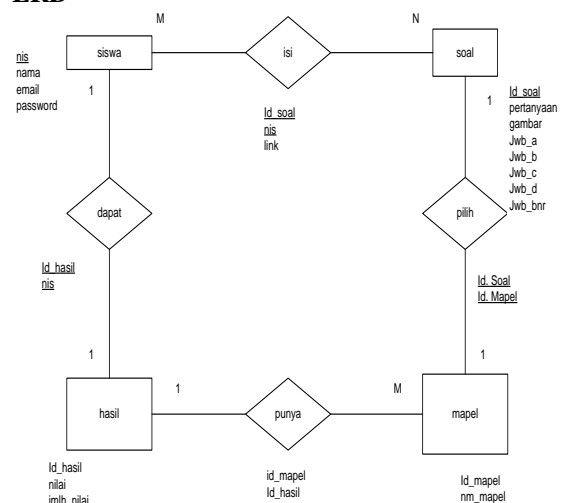 ERD
M
N
siswa
isi
soal
nis
nama
email
password
1
Id_soal
nis
link
1
Id_soal
pertanyaan
gambar
Jwb_a
Jwb_b
Jwb_c
Jwb_d
Jwb_bnr
dapat
pilih
Id_hasil
nis
Id. Soal
Id. Mapel
1
1
1
M
hasil
punya
mapel
Id_hasil
nilai
jmlh_nilai
id_mapel
Id_hasil
Id_mapel
nm_mapel